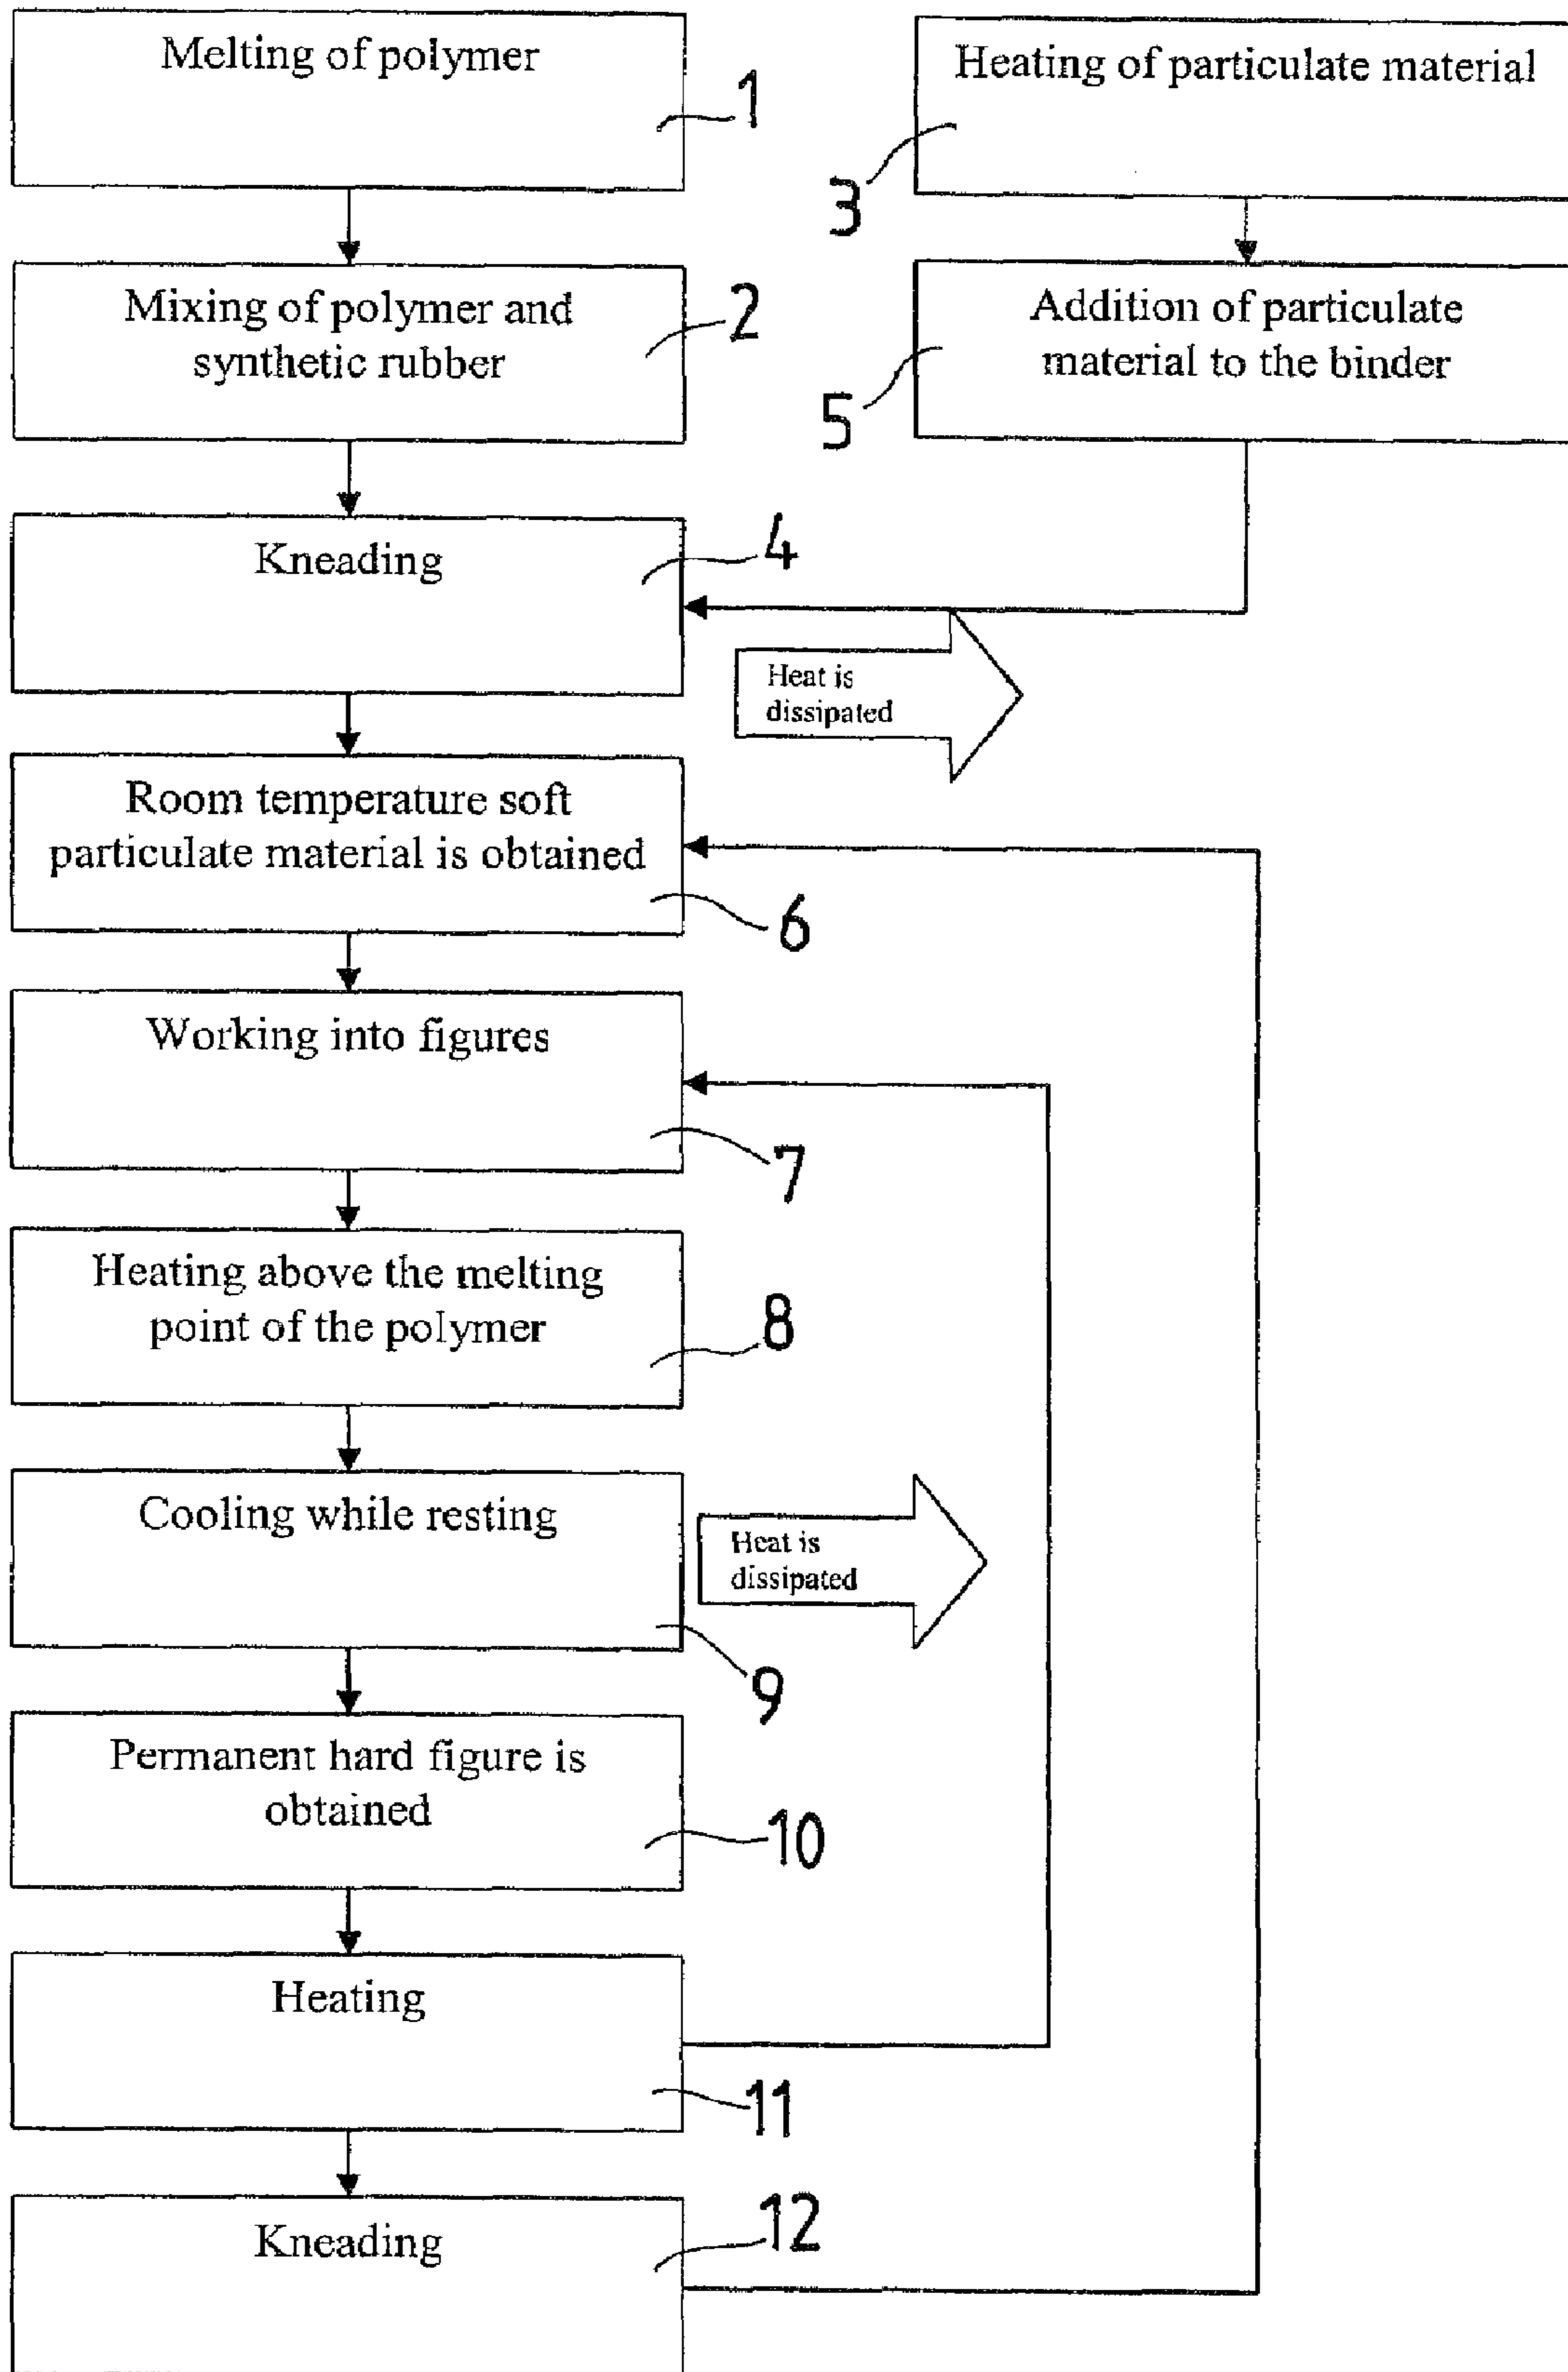 Melting of polymer
1
Heating of particulate material
3
Mixing of polymer and
synthetic rubber
2
Addition of particulate
material to the binder
5
Kneading
4
Heat is
dissipated
Room temperature soft
particulate material is obtained
6
Working into figures
7
Heating above the melting
point of the polymer
8
Cooling while resting
9
Heat is
dissipated
Permanent hard figure is
obtained
10
Heating
11
Kneading
12